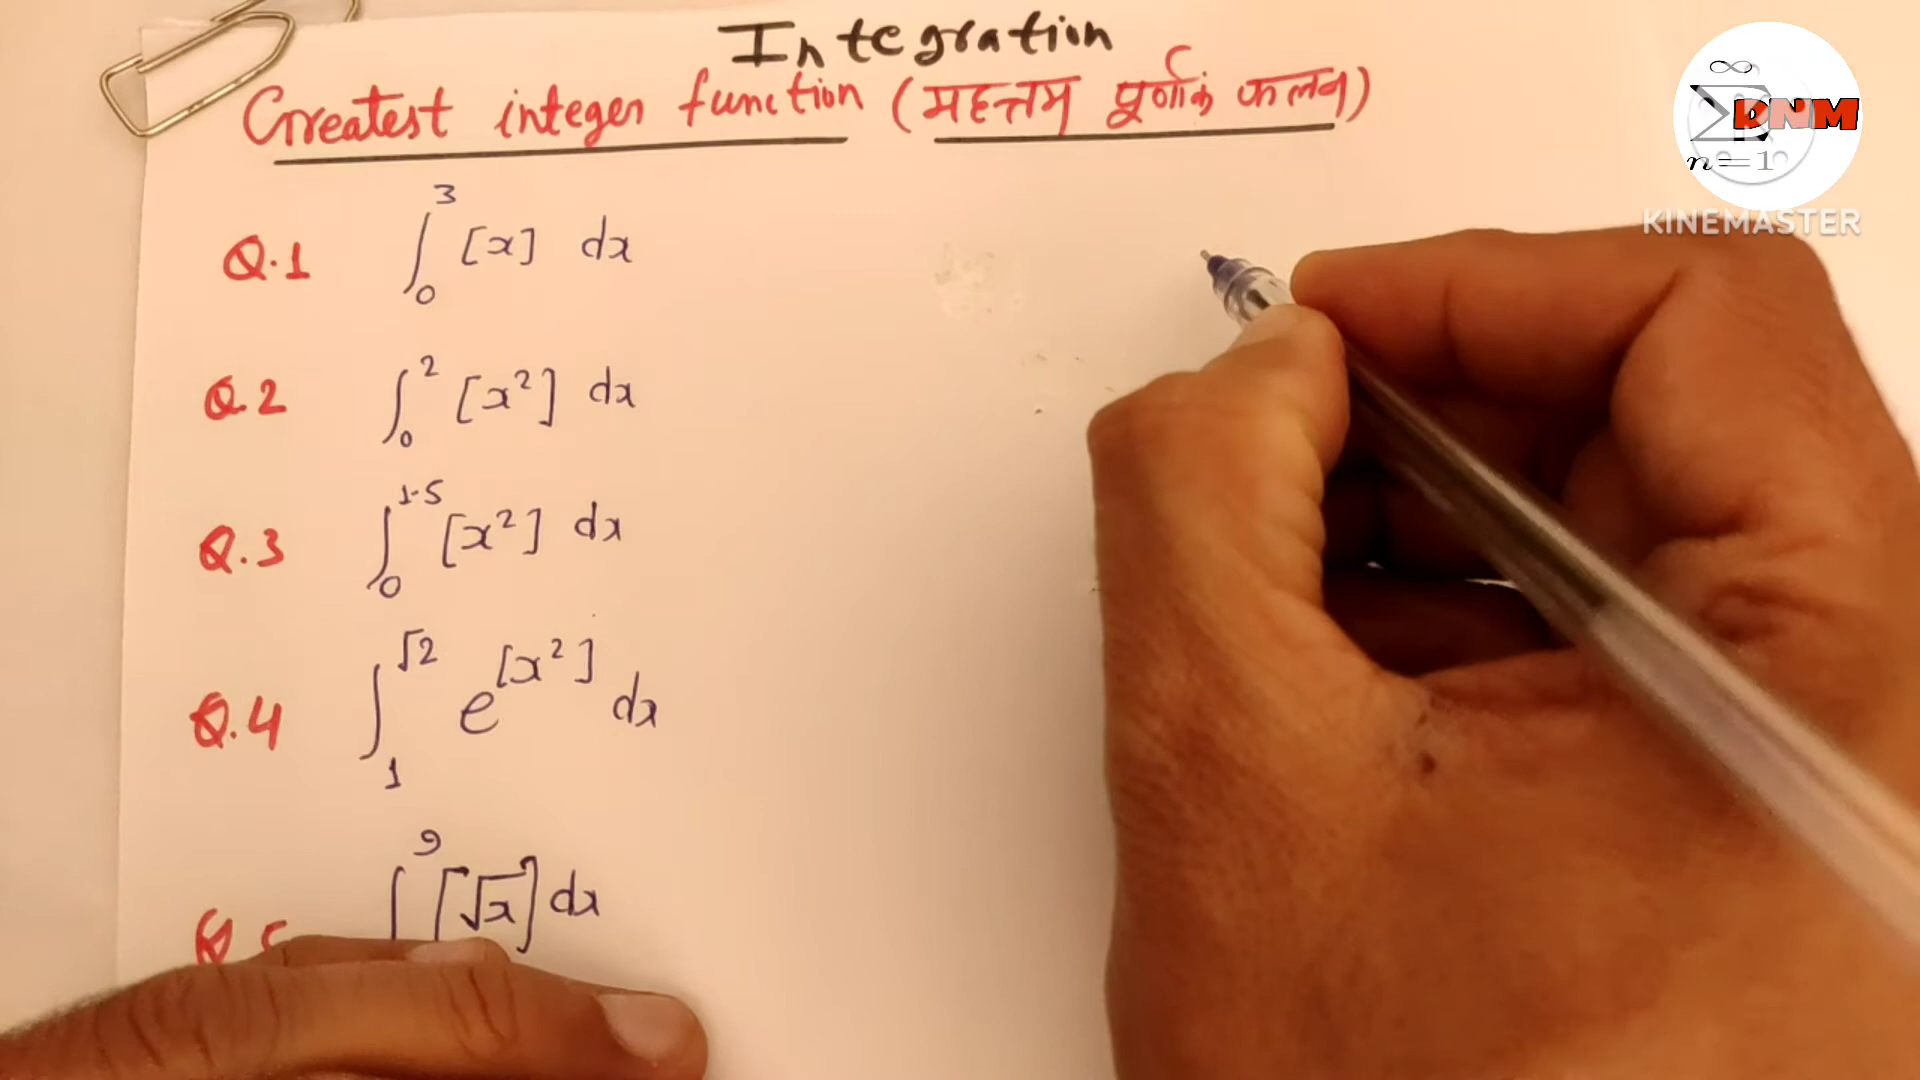 Integration
Greatest integer function (महत्तम पूर्णांक फलन)
Q.1 ∫₀³ [x] dx
Q.2 ∫₀² [x²] dx
Q.3 ∫₀^1.5 [x²] dx
Q.4 ∫₁^√2 e^[x²] dx
∫⁹ [√x] dx
∞
Σ DNM
n=1
KINEMASTER